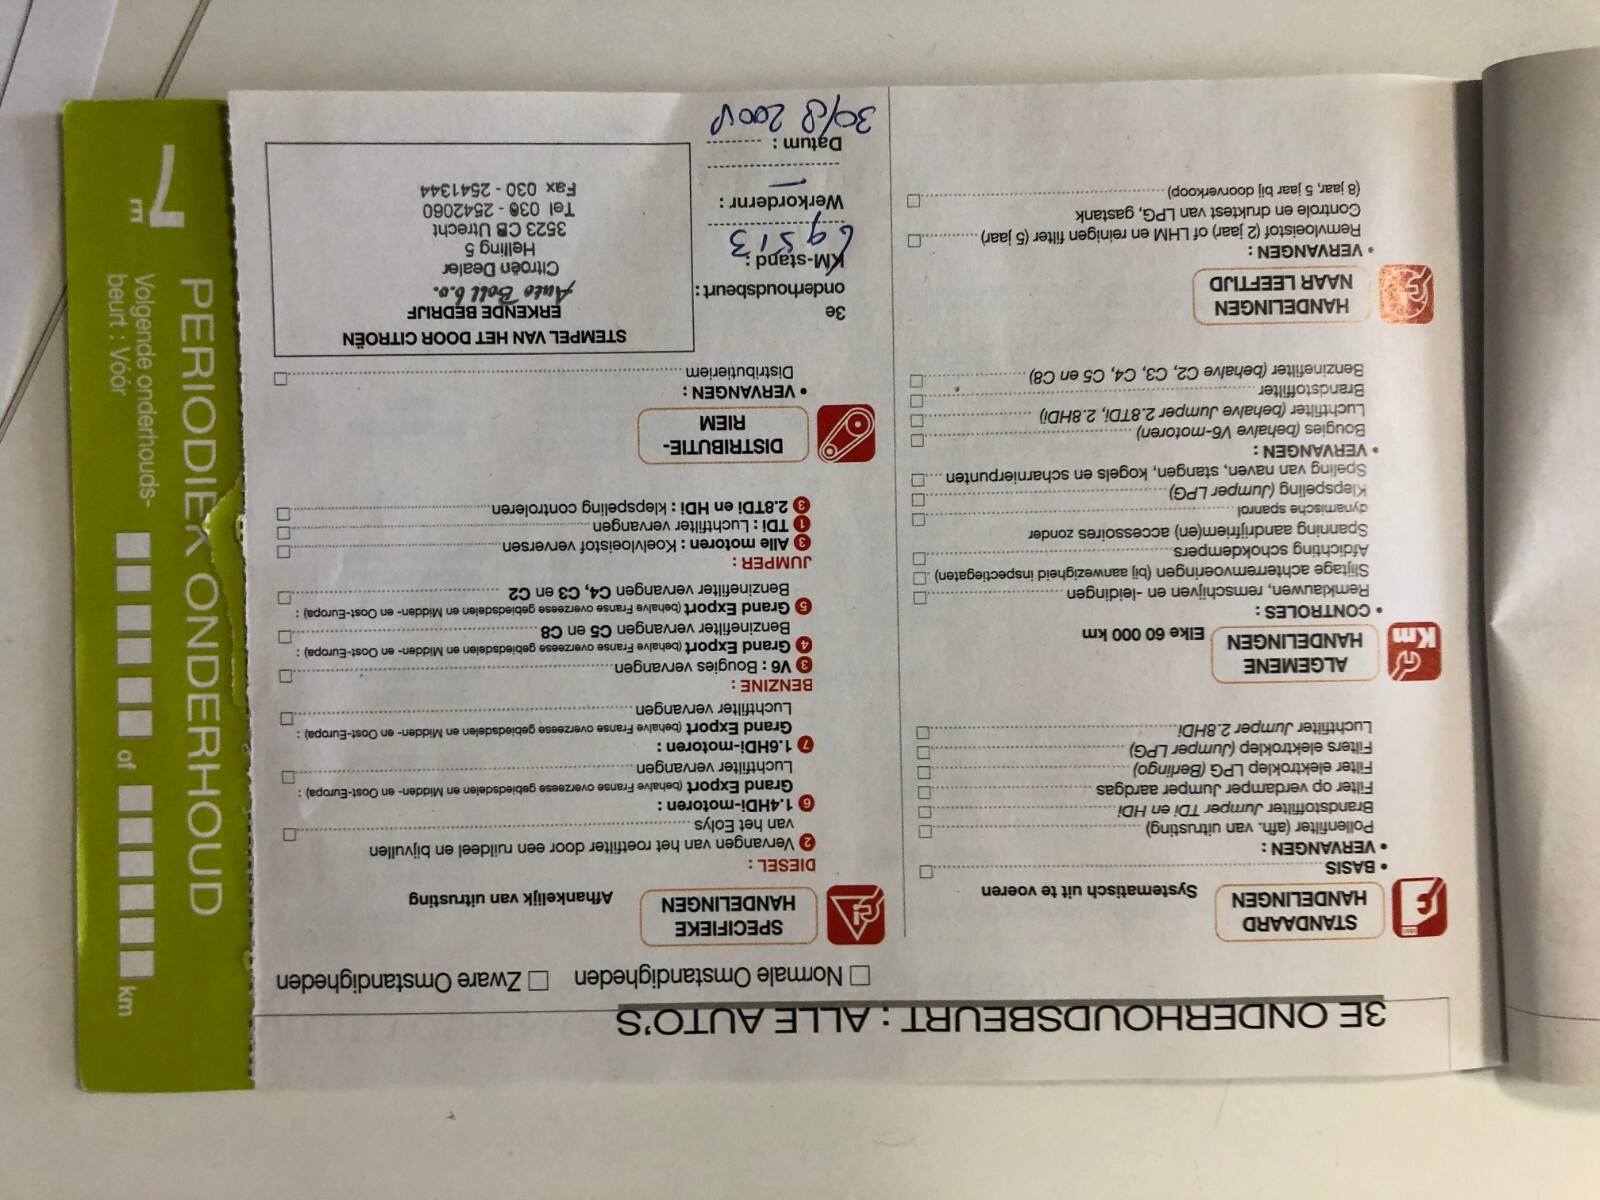 3E ONDERHOUDSBEURT : ALLE AUTO'S
Normale Omstandigheden
Zware Omstandigheden
STANDAARD
HANDELINGEN
Systematisch uit te voeren
• BASIS
• VERVANGEN :
Pollenfilter (afh. van uitrusting)
Brandstoffilter Jumper TDi en HDi
Filter op verdamper Jumper aardgas
Filter elektroklep LPG (Berlingo)
Filters elektroklep (Jumper LPG)
Luchtfilter Jumper 2.8HDi
Km
ALGEMENE
HANDELINGEN
Elke 60 000 km
• CONTROLES :
Remklauwen, remschijven en -leidingen
Slijtage achterremvoeringen (bij aanwezigheid inspectiegaten)
Afdichting schokdempers
Spanning aandrijfriem(en) accessoires zonder
dynamische spanrol
Klepspeling (Jumper LPG)
Speling van naven, stangen, kogels en scharnierpunten
• VERVANGEN :
Bougies (behalve V6-motoren)
Luchtfilter (behalve Jumper 2.8TDi, 2.8HDi)
Brandstoffilter
Benzinefilter (behalve C2, C3, C4, C5 en C8)
HANDELINGEN
NAAR LEEFTIJD
• VERVANGEN :
Remvloeistof (2 jaar) of LHM en reinigen filter (5 jaar)
Controle en druktest van LPG, gastank
(8 jaar, 5 jaar bij doorverkoop)
SPECIFIEKE
HANDELINGEN
Afhankelijk van uitrusting
DIESEL :
2 Vervangen van het roetfilter door een ruildeel en bijvullen
van het Eolys
6 1.4HDi-motoren :
Grand Export (behalve Franse overzeese gebiedsdelen en Midden- en Oost-Europa) :
Luchtfilter vervangen
7 1.6HDi-motoren :
Grand Export (behalve Franse overzeese gebiedsdelen en Midden- en Oost-Europa) :
Luchtfilter vervangen
BENZINE :
3 V6 : Bougies vervangen
4 Grand Export (behalve Franse overzeese gebiedsdelen en Midden- en Oost-Europa) :
Benzinefilter vervangen C5 en C8
5 Grand Export (behalve Franse overzeese gebiedsdelen en Midden- en Oost-Europa) :
Benzinefilter vervangen C4, C3 en C2
JUMPER :
3 Alle motoren : Koelvloeistof verversen
1 TDi : Luchtfilter vervangen
3 2.8TDi en HDi : klepspeling controleren
DISTRIBUTIE-
RIEM
• VERVANGEN :
Distributieriem
3e
onderhoudsbeurt :
KM-stand :
69513
Werkordernr :
Datum :
30/8 2001
STEMPEL VAN HET DOOR CITROËN
ERKENDE BEDRIJF
Auto Boll b.v.
Citroën Dealer
Helling 5
3523 CB Utrecht
Tel 030 - 2542060
Fax 030 - 2541344
PERIODIEK ONDERHOUD
Volgende onderhouds-
beurt : Vóór
of
km
7E